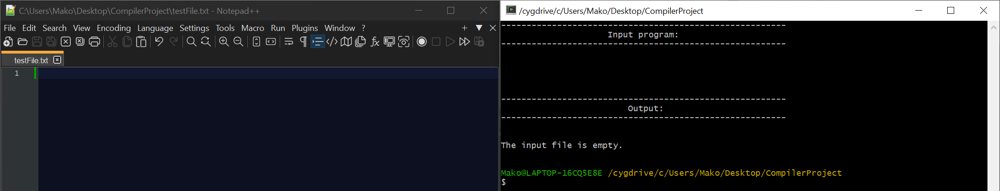 C:\Users\Mako\Desktop\CompilerProject\testFile.txt - Notepad++
File Edit Search View Encoding Language Settings Tools Macro Run Plugins Window ?
testFile.txt
1
/cygdrive/c/Users/Mako/Desktop/CompilerProject
---------------------------------------------------------
Input program:
---------------------------------------------------------
---------------------------------------------------------
Output:
---------------------------------------------------------
The input file is empty.
Mako@LAPTOP-16CQ5E8E /cygdrive/c/Users/Mako/Desktop/CompilerProject
$